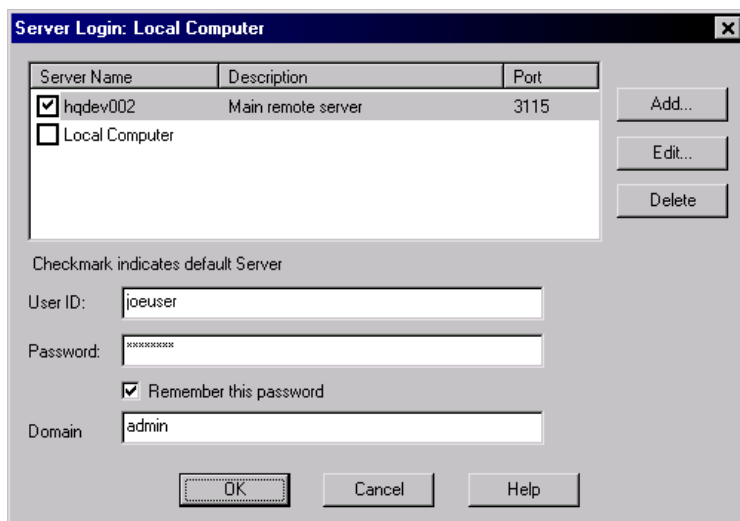 Server Login: Local Computer
Server Name Description Port
hqdev002 Main remote server 3115
Local Computer
Add...
Edit...
Delete
Checkmark indicates default Server
User ID: joeuser
Password: ********
Remember this password
Domain admin
OK Cancel Help